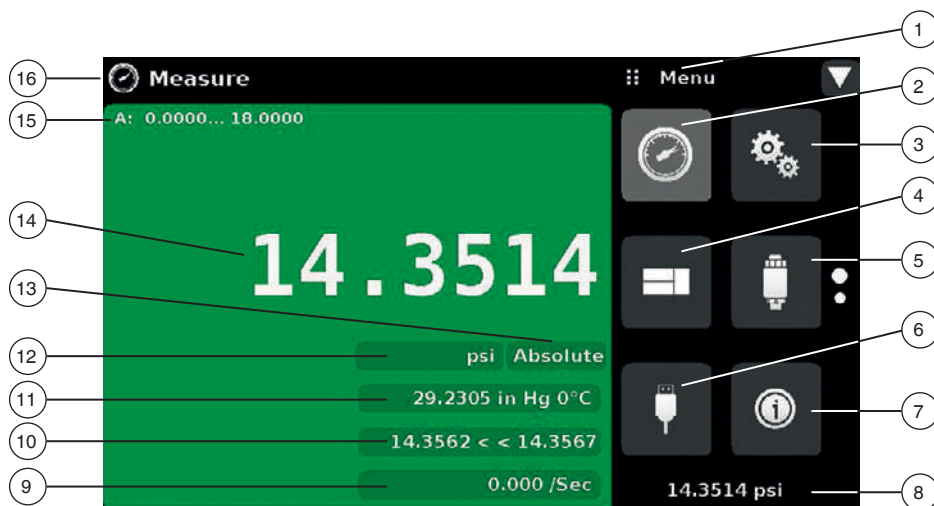 1
16
Measure
Menu
2
15
A: 0.0000... 18.0000
3
4
14
14.3514
5
13
6
12
psi
Absolute
11
29.2305 in Hg 0°C
7
10
14.3562 < < 14.3567
9
0.000 /Sec
14.3514 psi
8